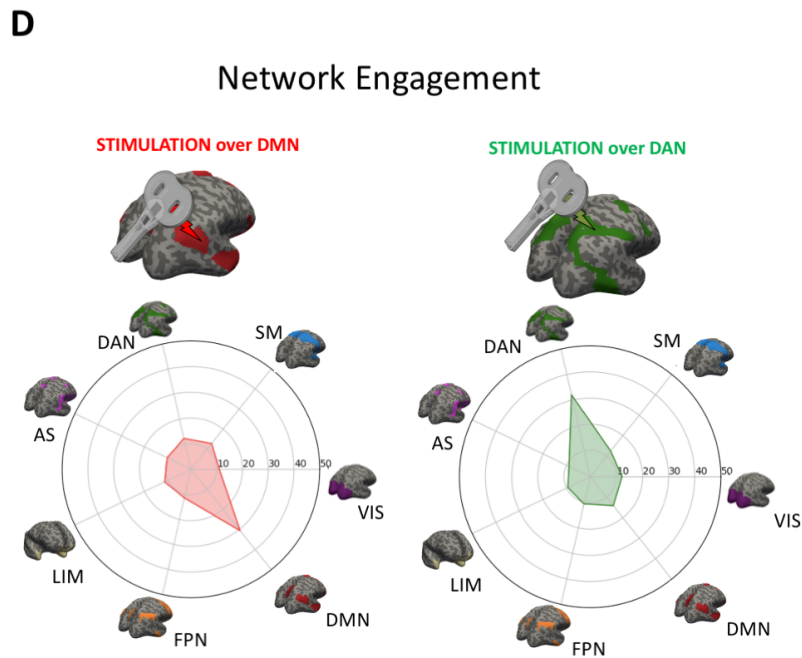 D
Network Engagement
STIMULATION over DMN
STIMULATION over DAN
DAN
SM
AS
10 20 30 40 50
VIS
LIM
FPN
DMN
DAN
SM
AS
10 20 30 40 50
VIS
LIM
FPN
DMN